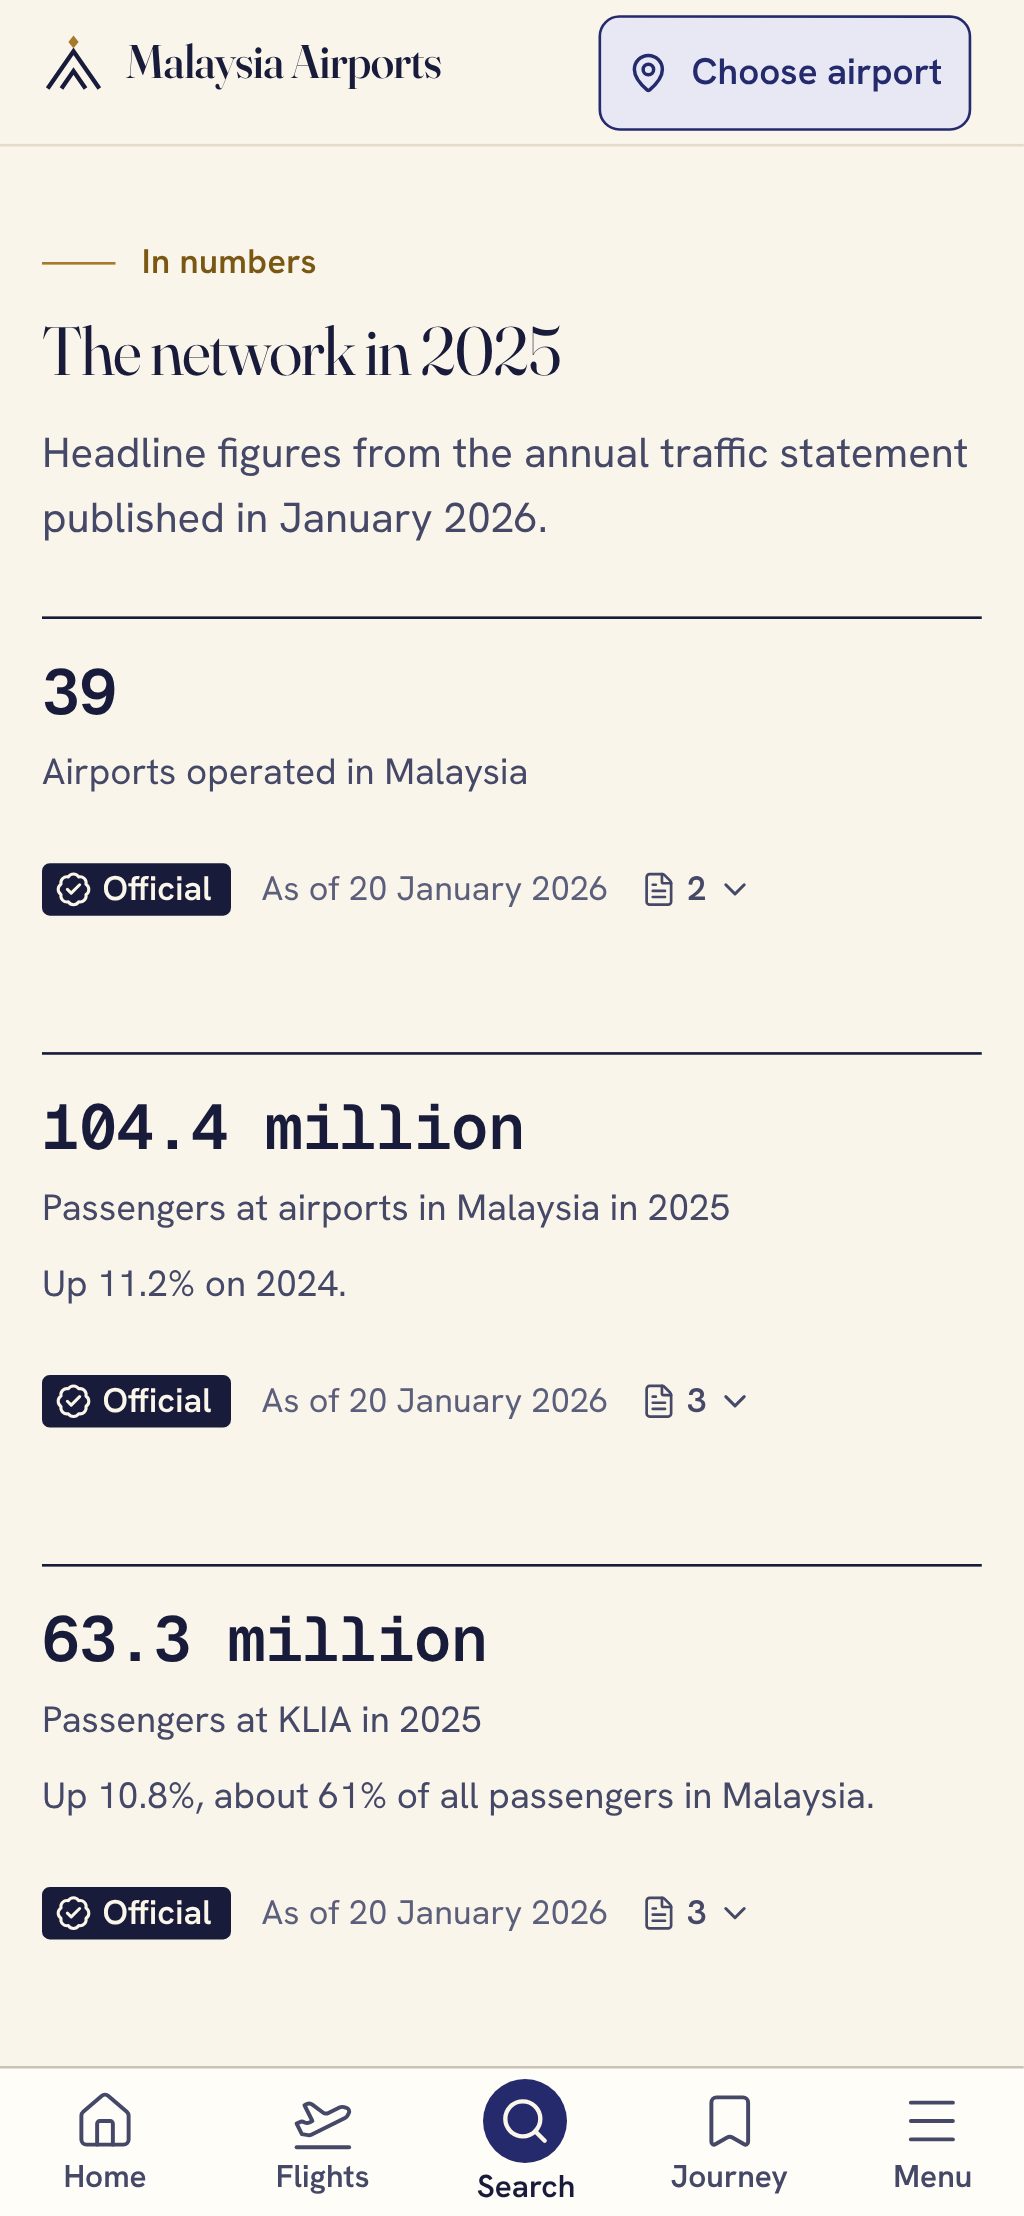 Malaysia Airports
Choose airport
In numbers
The network in 2025
Headline figures from the annual traffic statement
published in January 2026.
39
Airports operated in Malaysia
Official As of 20 January 2026 2
104.4 million
Passengers at airports in Malaysia in 2025
Up 11.2% on 2024.
Official As of 20 January 2026 3
63.3 million
Passengers at KLIA in 2025
Up 10.8%, about 61% of all passengers in Malaysia.
Official As of 20 January 2026 3
Home Flights Search Journey Menu